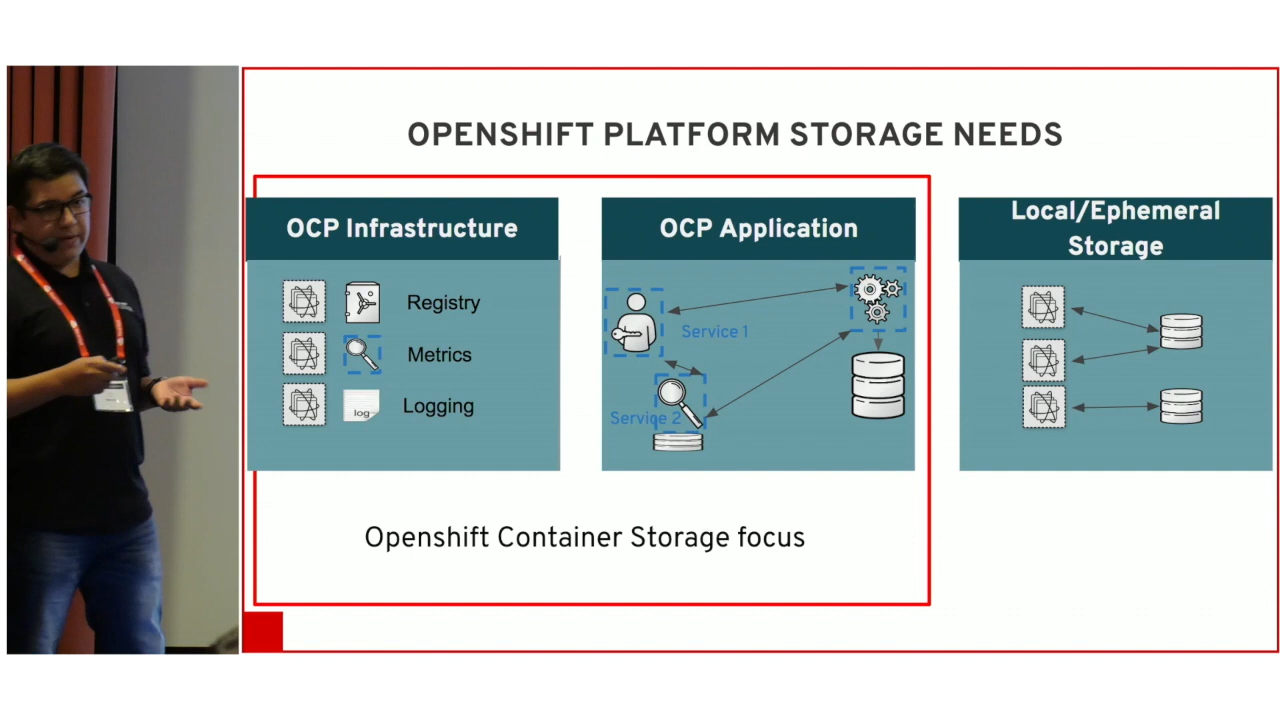 OPENSHIFT PLATFORM STORAGE NEEDS
OCP Infrastructure
Registry
Metrics
log
Logging
OCP Application
Service 1
Service 2
Local/Ephemeral
Storage
Openshift Container Storage focus